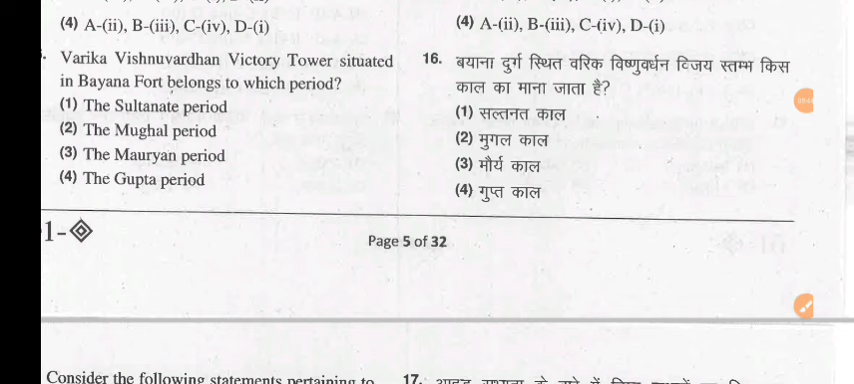 (4) A-(ii), B-(iii), C-(iv), D-(i)
Varika Vishnuvardhan Victory Tower situated
in Bayana Fort belongs to which period?
(1) The Sultanate period
(2) The Mughal period
(3) The Mauryan period
(4) The Gupta period
(4) A-(ii), B-(iii), C-(iv), D-(i)
16. बयाना दुर्ग स्थित वरिक विष्णुवर्धन विजय स्तम्भ किस
काल का माना जाता है?
(1) सल्तनत काल
(2) मुगल काल
(3) मौर्य काल
(4) गुप्त काल
1-
Page 5 of 32
Consider the following statements pertaining to
17.